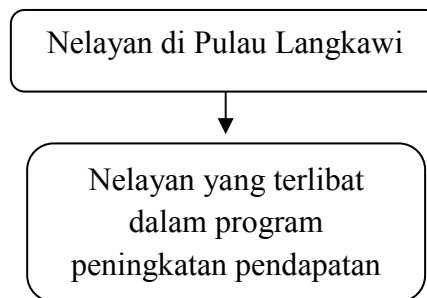 Nelayan di Pulau Langkawi
Nelayan yang terlibat
dalam program
peningkatan pendapatan